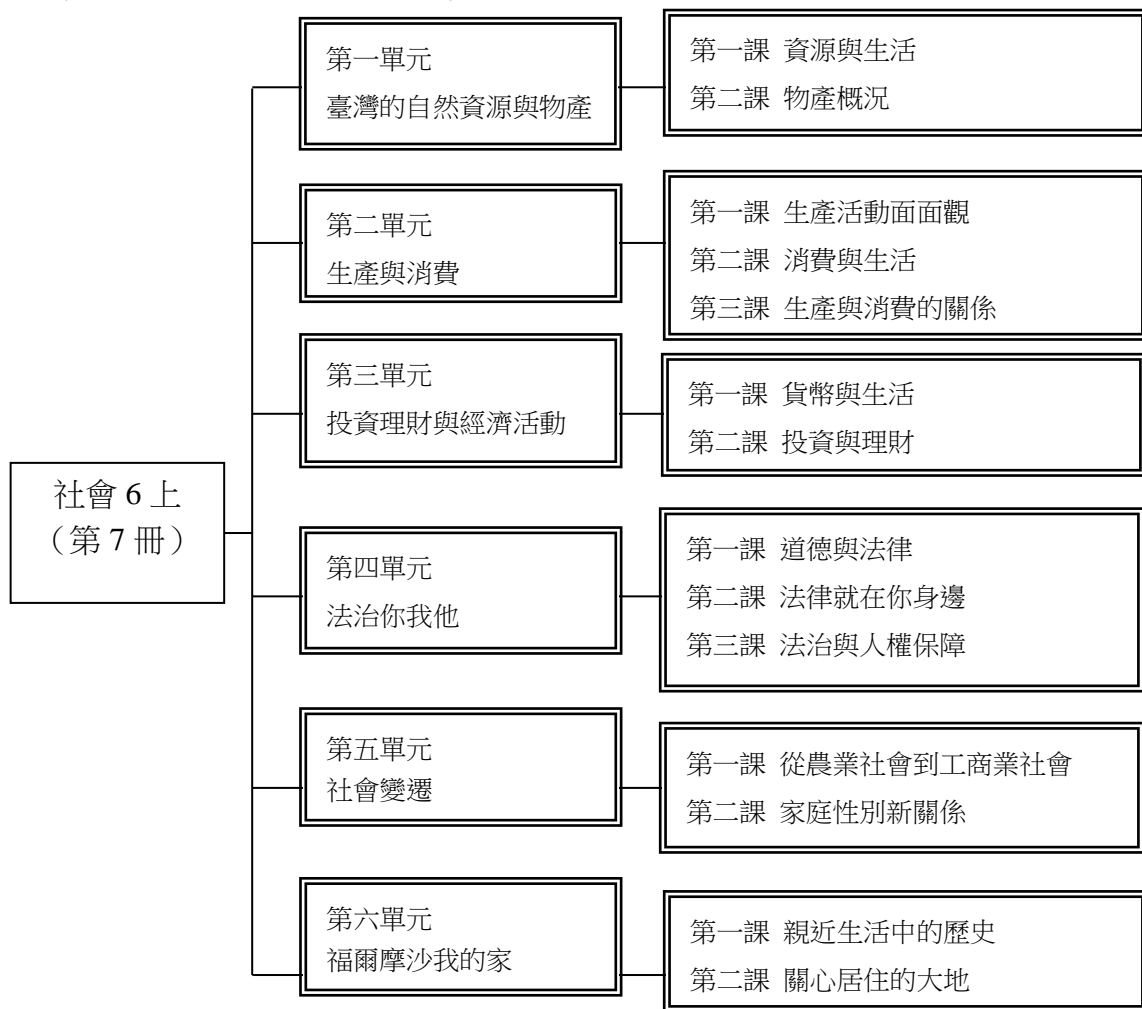 社會 6 上
（第 7 冊）
第一單元
臺灣的自然資源與物產
第一課 資源與生活
第二課 物產概況
第二單元
生產與消費
第一課 生產活動面面觀
第二課 消費與生活
第三課 生產與消費的關係
第三單元
投資理財與經濟活動
第一課 貨幣與生活
第二課 投資與理財
第四單元
法治你我他
第一課 道德與法律
第二課 法律就在你身邊
第三課 法治與人權保障
第五單元
社會變遷
第一課 從農業社會到工商業社會
第二課 家庭性別新關係
第六單元
福爾摩沙我的家
第一課 親近生活中的歷史
第二課 關心居住的大地